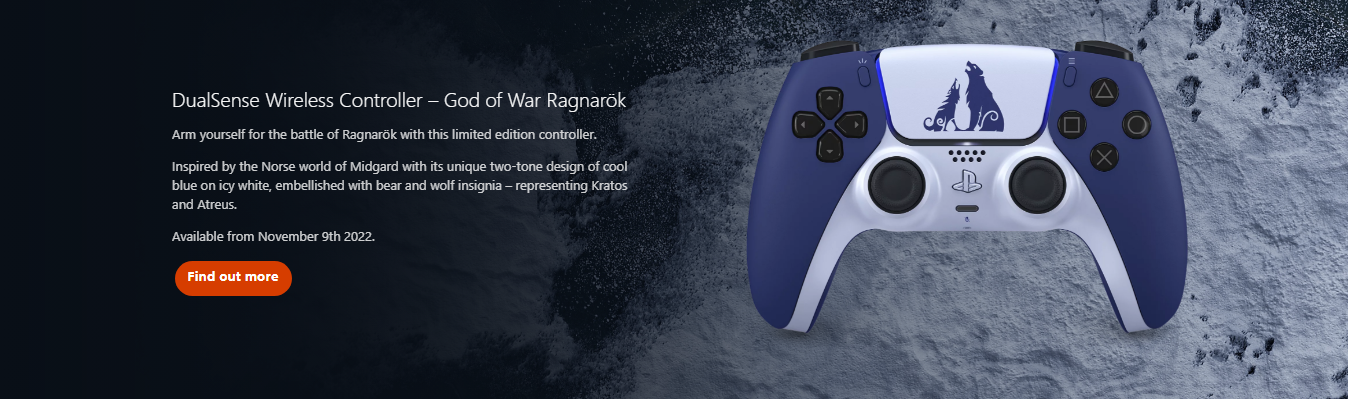 DualSense Wireless Controller – God of War Ragnarök
Arm yourself for the battle of Ragnarök with this limited edition controller.
Inspired by the Norse world of Midgard with its unique two-tone design of cool
blue on icy white, embellished with bear and wolf insignia – representing Kratos
and Atreus.
Available from November 9th 2022.
Find out more